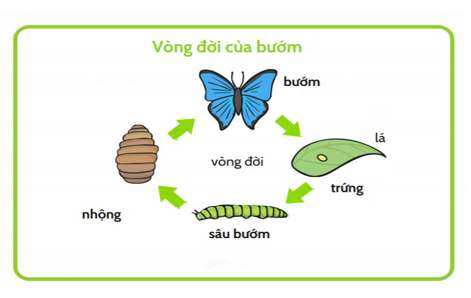 Vòng đời của bướm
bướm
lá
vòng đời
trứng
nhộng
sâu bướm